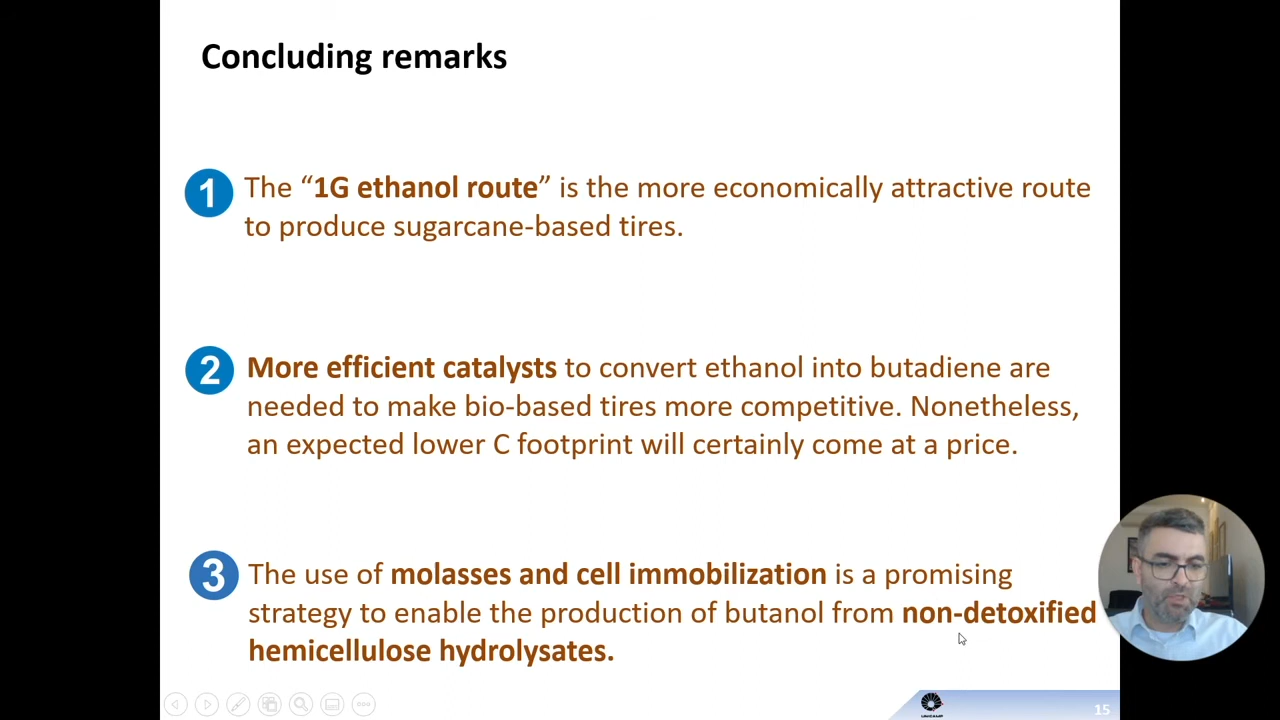 Concluding remarks
1
The “1G ethanol route” is the more economically attractive route
to produce sugarcane-based tires.
2
More efficient catalysts to convert ethanol into butadiene are
needed to make bio-based tires more competitive. Nonetheless,
an expected lower C footprint will certainly come at a price.
3
The use of molasses and cell immobilization is a promising
strategy to enable the production of butanol from non-detoxified
hemicellulose hydrolysates.
UNICAMP
15